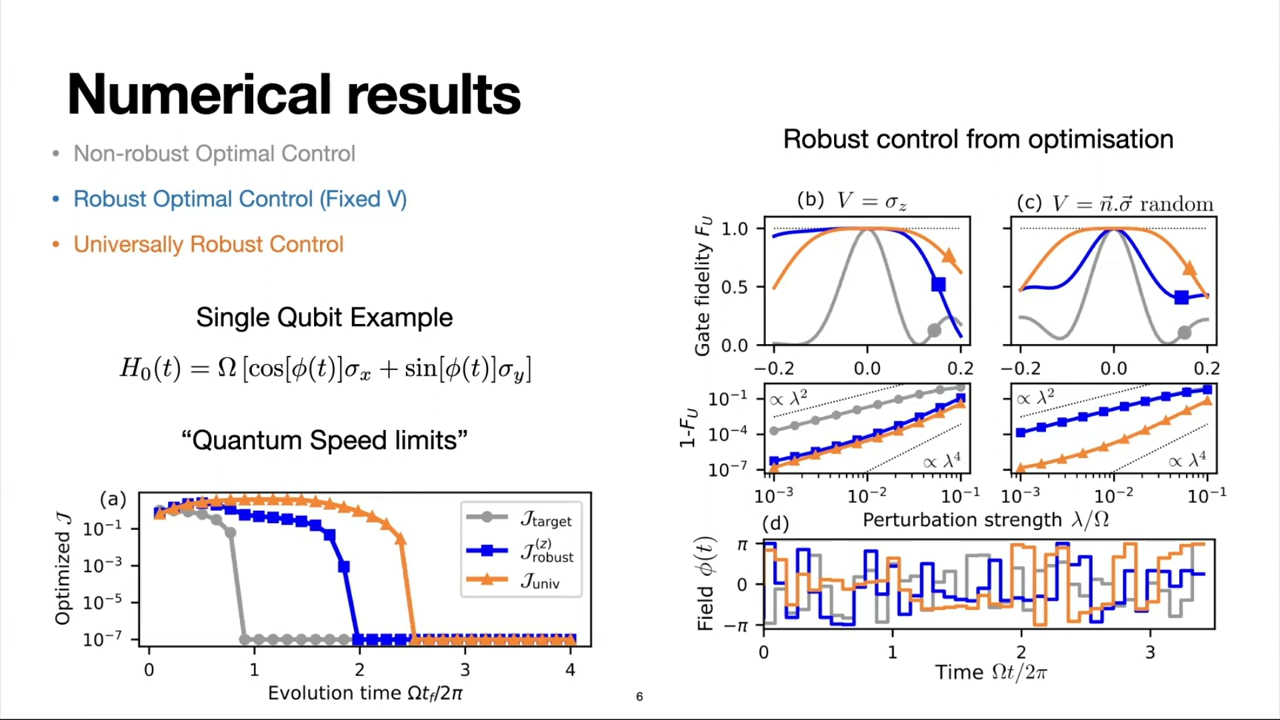 Numerical results
• Non-robust Optimal Control
• Robust Optimal Control (Fixed V)
• Universally Robust Control
Single Qubit Example
H₀(t) = Ω [cos[ϕ(t)]σₓ + sin[ϕ(t)]σᵧ]
“Quantum Speed limits”
(a)
Optimized 𝒥
10⁻¹
10⁻³
10⁻⁵
10⁻⁷
𝒥target
𝒥robust^(z)
𝒥univ
0 1 2 3 4
Evolution time Ωt_f/2π
Robust control from optimisation
(b) V = σ_z
(c) V = n⃗.σ⃗ random
Gate fidelity F_U
1.0
0.5
0.0
−0.2 0.0 0.2
−0.2 0.0 0.2
1-F_U
10⁻¹
10⁻⁴
10⁻⁷
∝ λ²
∝ λ⁴
∝ λ²
∝ λ⁴
10⁻³ 10⁻² 10⁻¹
10⁻³ 10⁻² 10⁻¹
Perturbation strength λ/Ω
(d)
Field ϕ(t)
π
0
−π
0 1 2 3
Time Ωt/2π
6